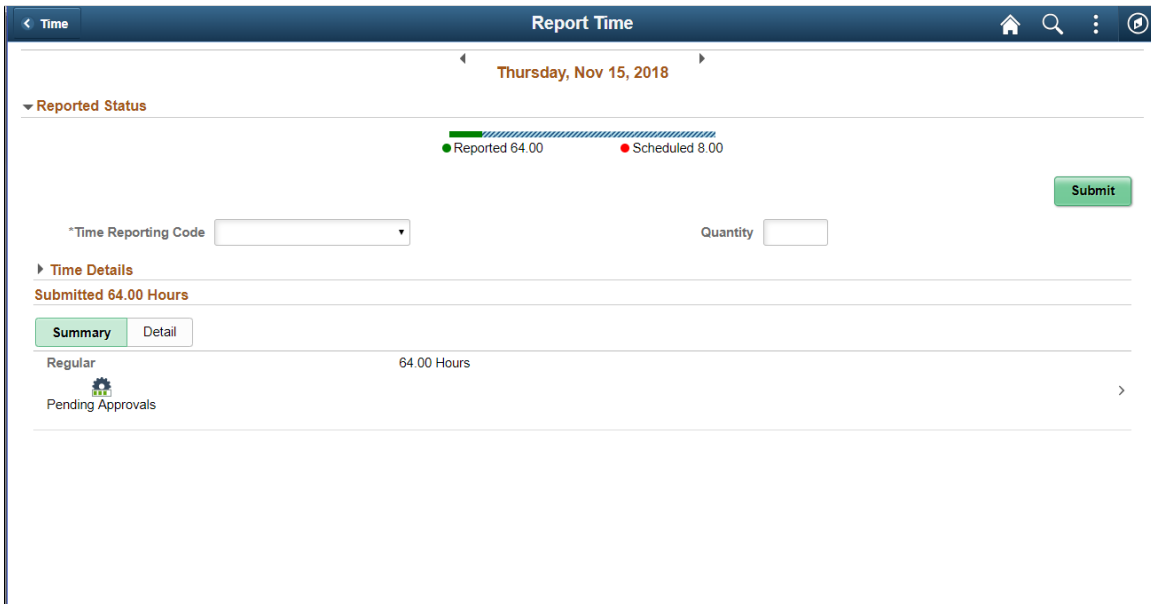 Time Report Time
Thursday, Nov 15, 2018
Reported Status
Reported 64.00 Scheduled 8.00
Submit
*Time Reporting Code Quantity
Time Details
Submitted 64.00 Hours
Summary Detail
Regular 64.00 Hours
Pending Approvals